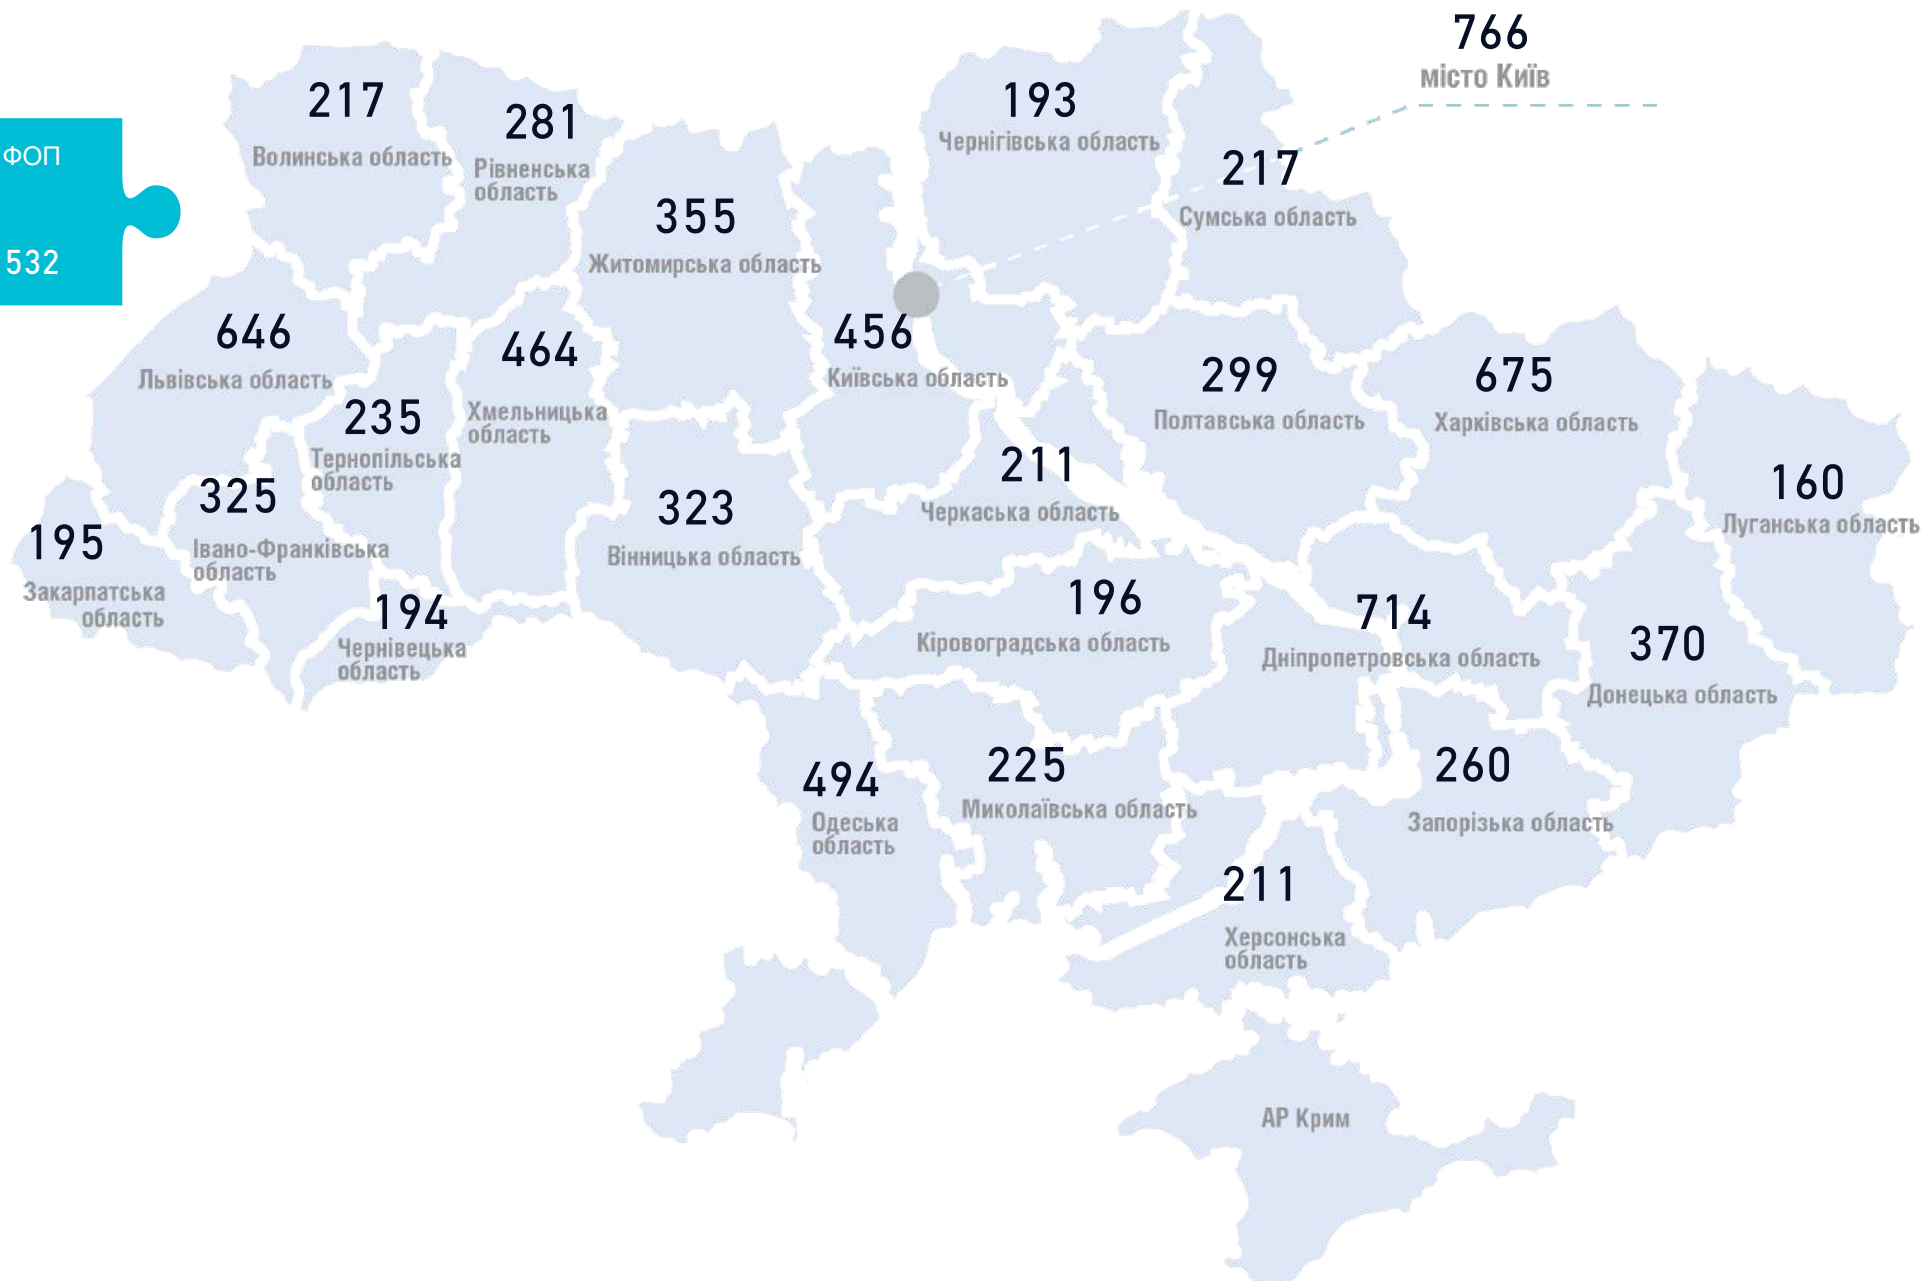 766
місто Київ
217
Волинська область
281
Рівненська
область
193
Чернігівська область
ФОП
532
217
Сумська область
355
Житомирська область
646
Львівська область
464
Хмельницька
область
456
Київська область
299
Полтавська область
675
Харківська область
235
Тернопільська
область
211
Черкаська область
160
Луганська область
325
Івано-Франківська
область
323
Вінницька область
195
Закарпатська
область
194
Чернівецька
область
196
Кіровоградська область
714
Дніпропетровська область
370
Донецька область
494
Одеська
область
225
Миколаївська область
260
Запорізька область
211
Херсонська
область
АР Крим